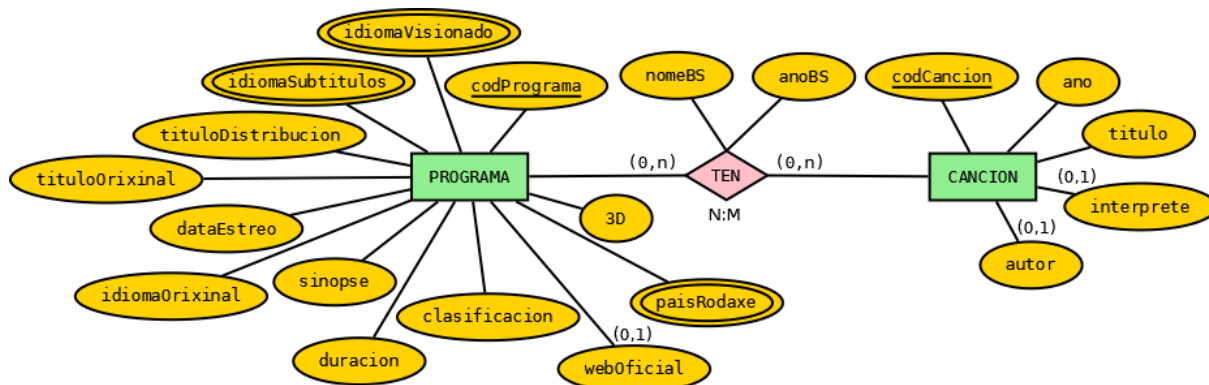 idiomaVisionado
idiomaSubtitulos
codPrograma
nomeBS
anoBS
codCancion
ano
tituloDistribucion
titulo
tituloOrixinal
PROGRAMA
(0,n)
TEN
(0,n)
CANCION
(0,1)
interprete
N:M
3D
dataEstreo
(0,1)
autor
sinopse
idiomaOrixinal
paisRodaxe
clasificacion
(0,1)
duracion
webOficial